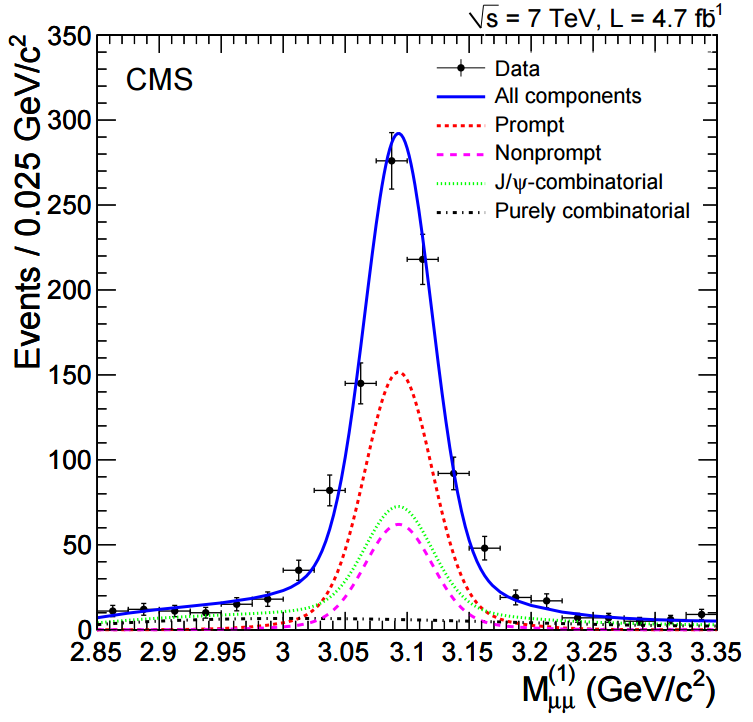 √s = 7 TeV, L = 4.7 fb⁻¹
CMS
Data
All components
Prompt
Nonprompt
J/ψ-combinatorial
Purely combinatorial
Events / 0.025 GeV/c²
350
300
250
200
150
100
50
0
2.85 2.9 2.95 3 3.05 3.1 3.15 3.2 3.25 3.3 3.35
M_μμ^(1) (GeV/c²)